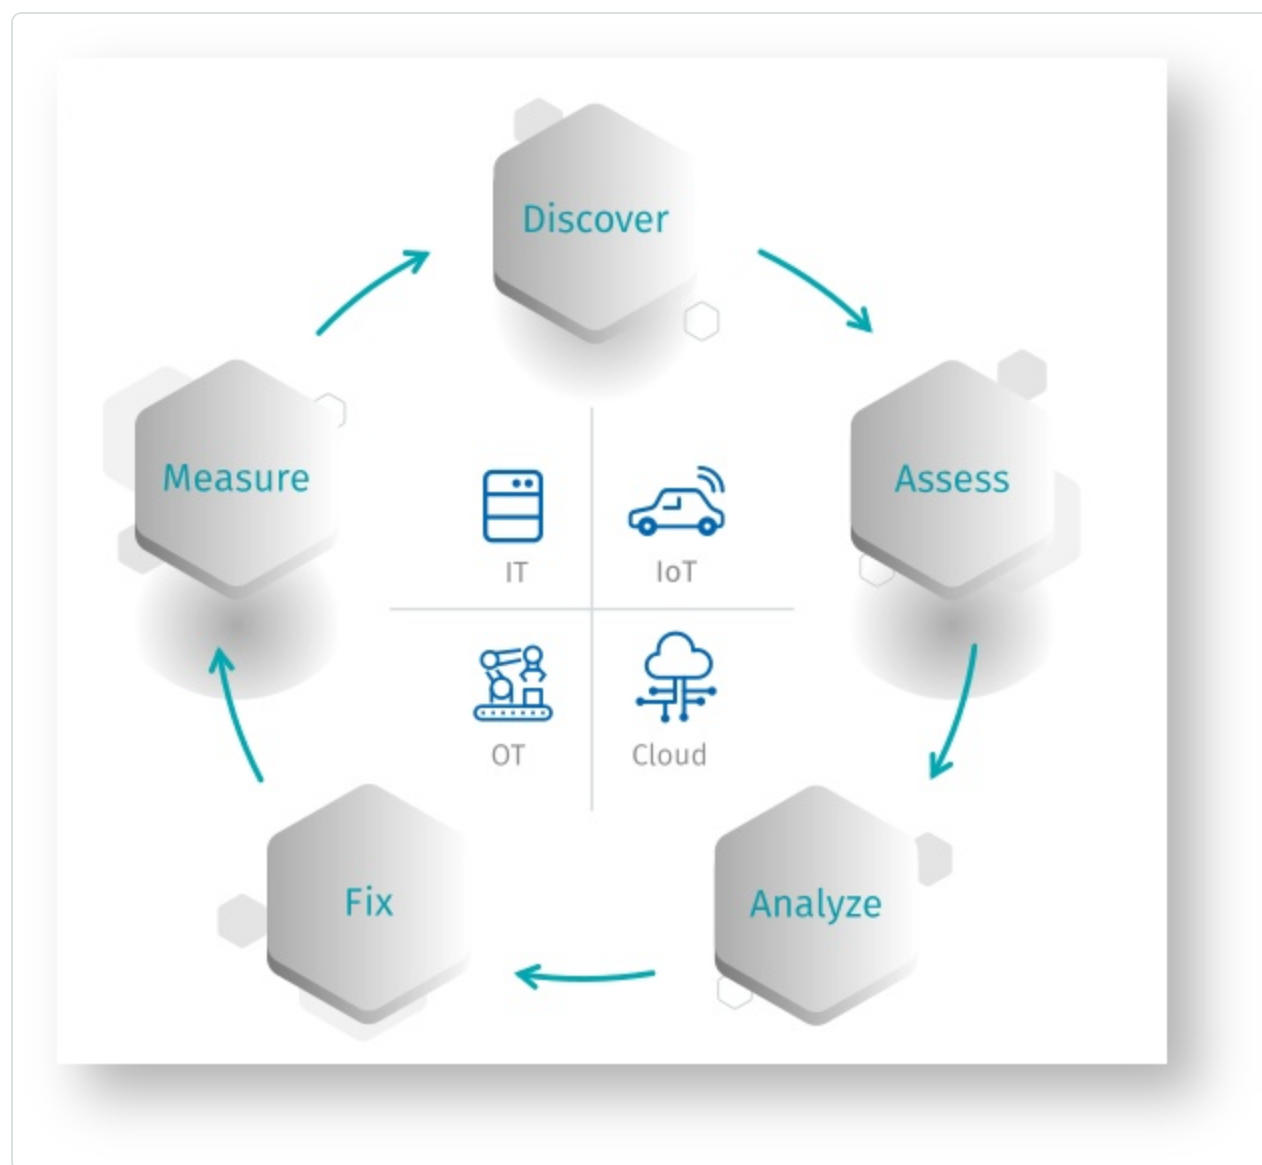 Discover
Measure
Assess
IT
IoT
OT
Cloud
Fix
Analyze